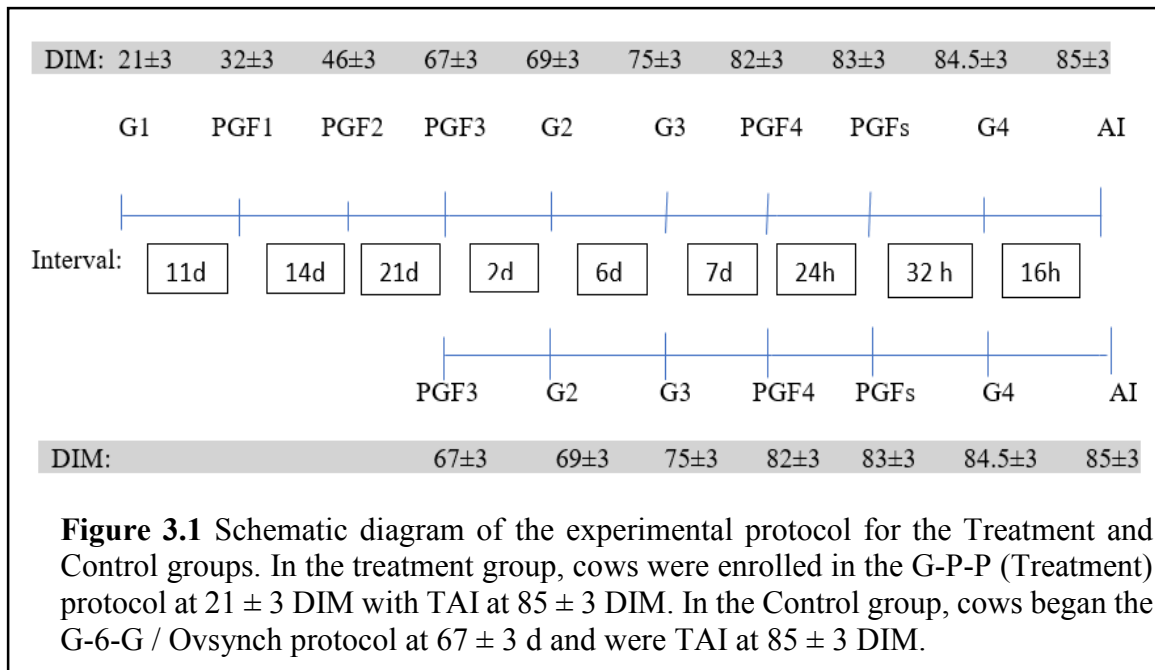 DIM: 21±3 32±3 46±3 67±3 69±3 75±3 82±3 83±3 84.5±3 85±3
G1 PGF1 PGF2 PGF3 G2 G3 PGF4 PGFs G4 AI
Interval: 11d 14d 21d 2d 6d 7d 24h 32 h 16h
PGF3 G2 G3 PGF4 PGFs G4 AI
DIM: 67±3 69±3 75±3 82±3 83±3 84.5±3 85±3
Figure 3.1 Schematic diagram of the experimental protocol for the Treatment and
Control groups. In the treatment group, cows were enrolled in the G-P-P (Treatment)
protocol at 21 ± 3 DIM with TAI at 85 ± 3 DIM. In the Control group, cows began the
G-6-G / Ovsynch protocol at 67 ± 3 d and were TAI at 85 ± 3 DIM.